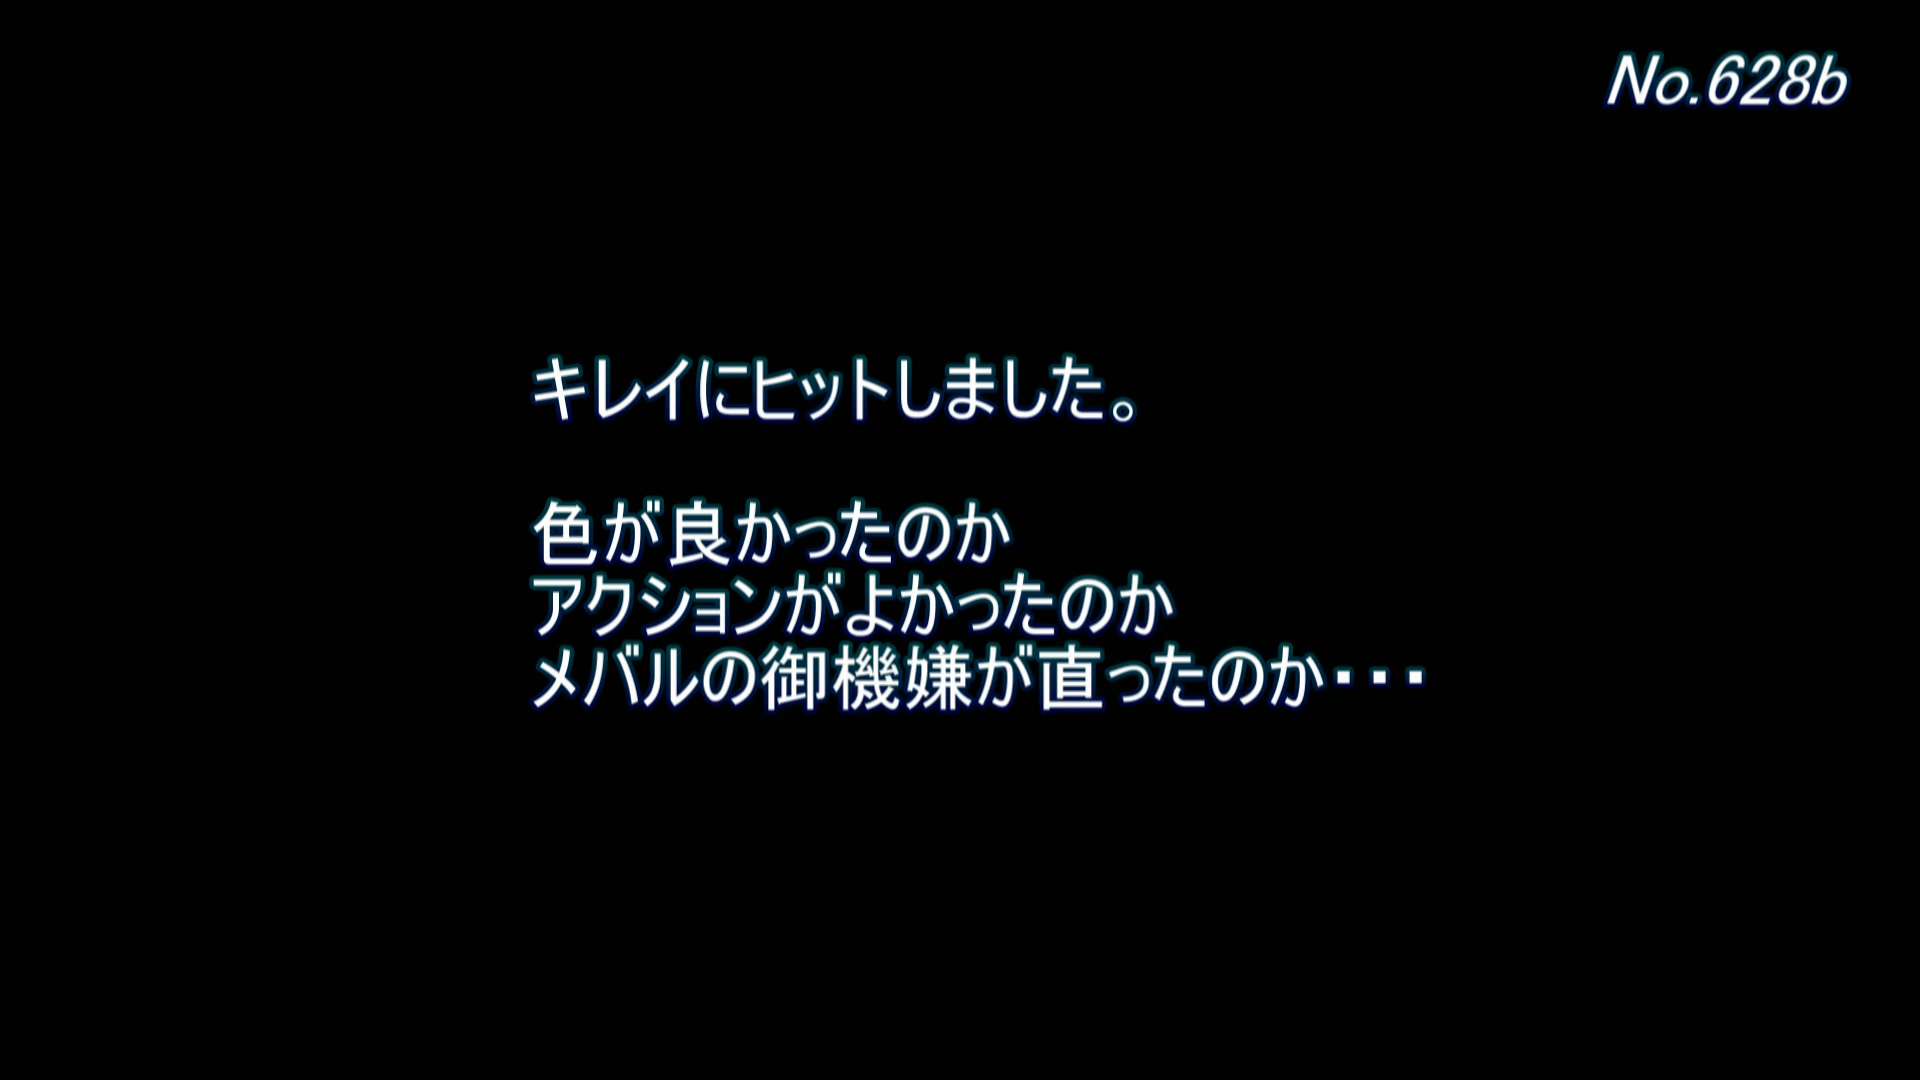 No.628b
キレイにヒットしました。
色が良かったのか
アクションがよかったのか
メバルの御機嫌が直ったのか・・・